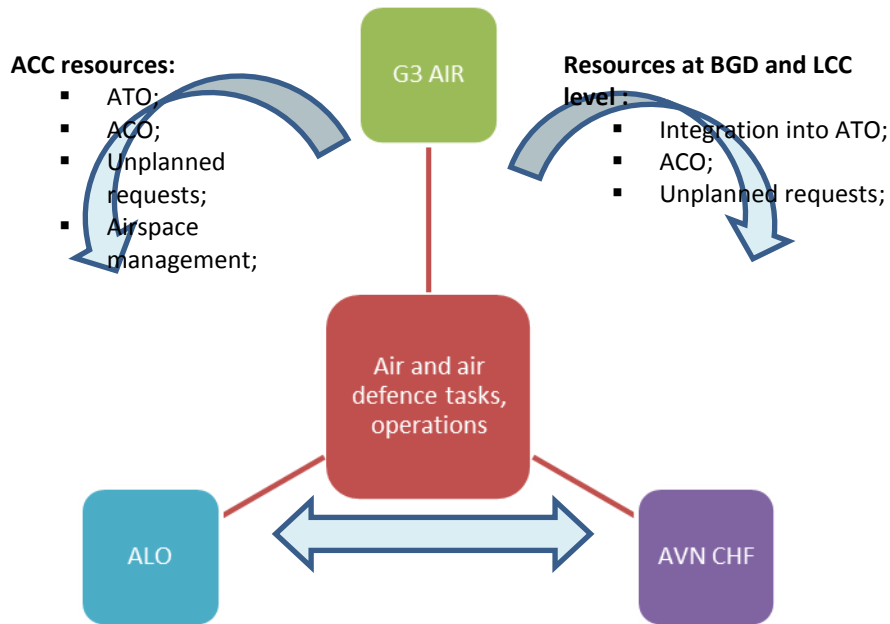 G3 AIR
ACC resources:
▪ ATO;
▪ ACO;
▪ Unplanned
requests;
▪ Airspace
management;
Resources at BGD and LCC
level :
▪ Integration into ATO;
▪ ACO;
▪ Unplanned requests;
Air and air
defence tasks,
operations
ALO
AVN CHF